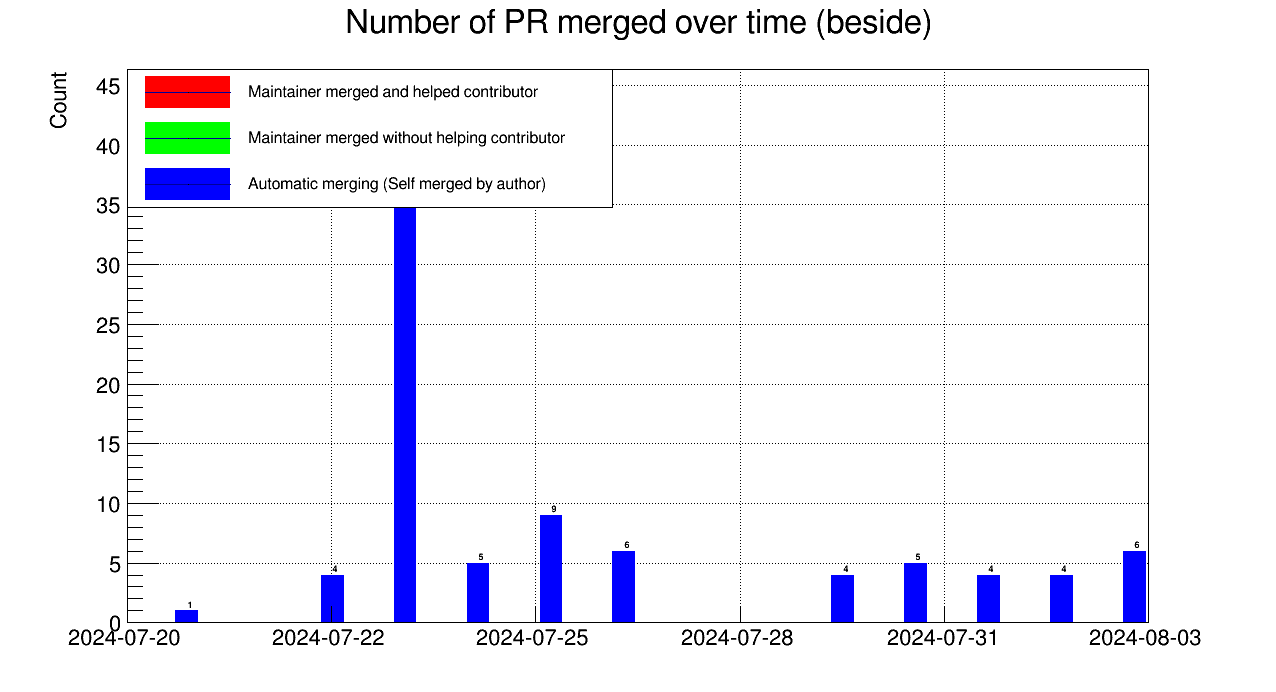 Number of PR merged over time (beside)
Count
45
40
35
30
25
20
15
10
5
0
Maintainer merged and helped contributor
Maintainer merged without helping contributor
Automatic merging (Self merged by author)
1 4 5 9 6 4 5 4 4 6
2024-07-20 2024-07-22 2024-07-25 2024-07-28 2024-07-31 2024-08-03